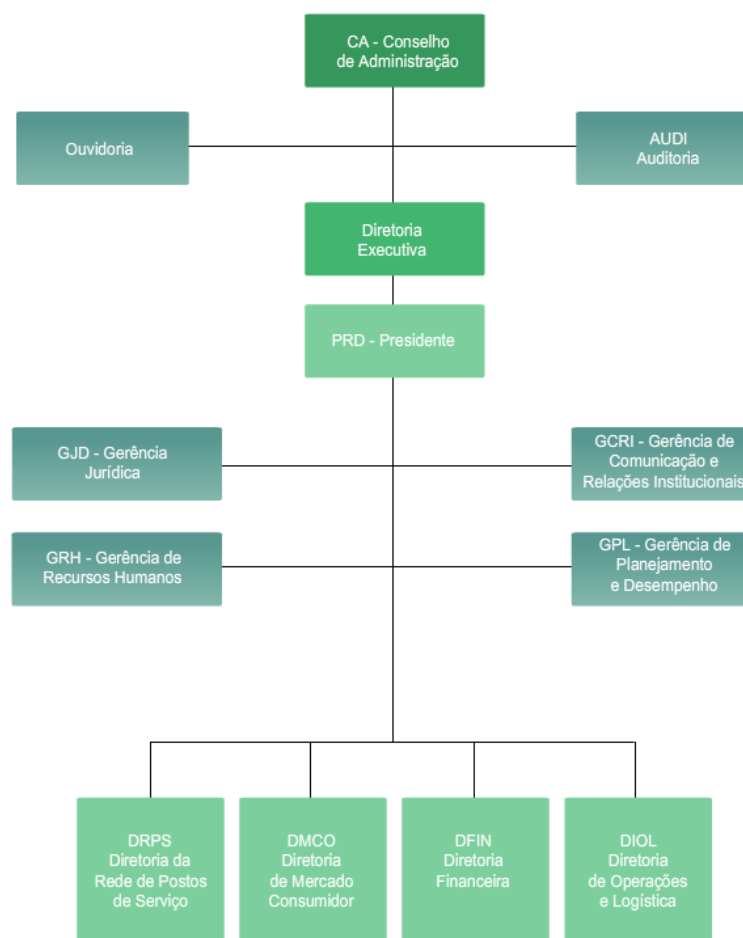 CA - Conselho
de Administração
Ouvidoria
AUDI
Auditoria
Diretoria
Executiva
PRD - Presidente
GJD - Gerência
Jurídica
GCRI - Gerência de
Comunicação e
Relações Institucionais
GRH - Gerência de
Recursos Humanos
GPL - Gerência de
Planejamento
e Desempenho
DRPS
Diretoria da
Rede de Postos
de Serviço
DMCO
Diretoria
de Mercado
Consumidor
DFIN
Diretoria
Financeira
DIOL
Diretoria
de Operações
e Logística